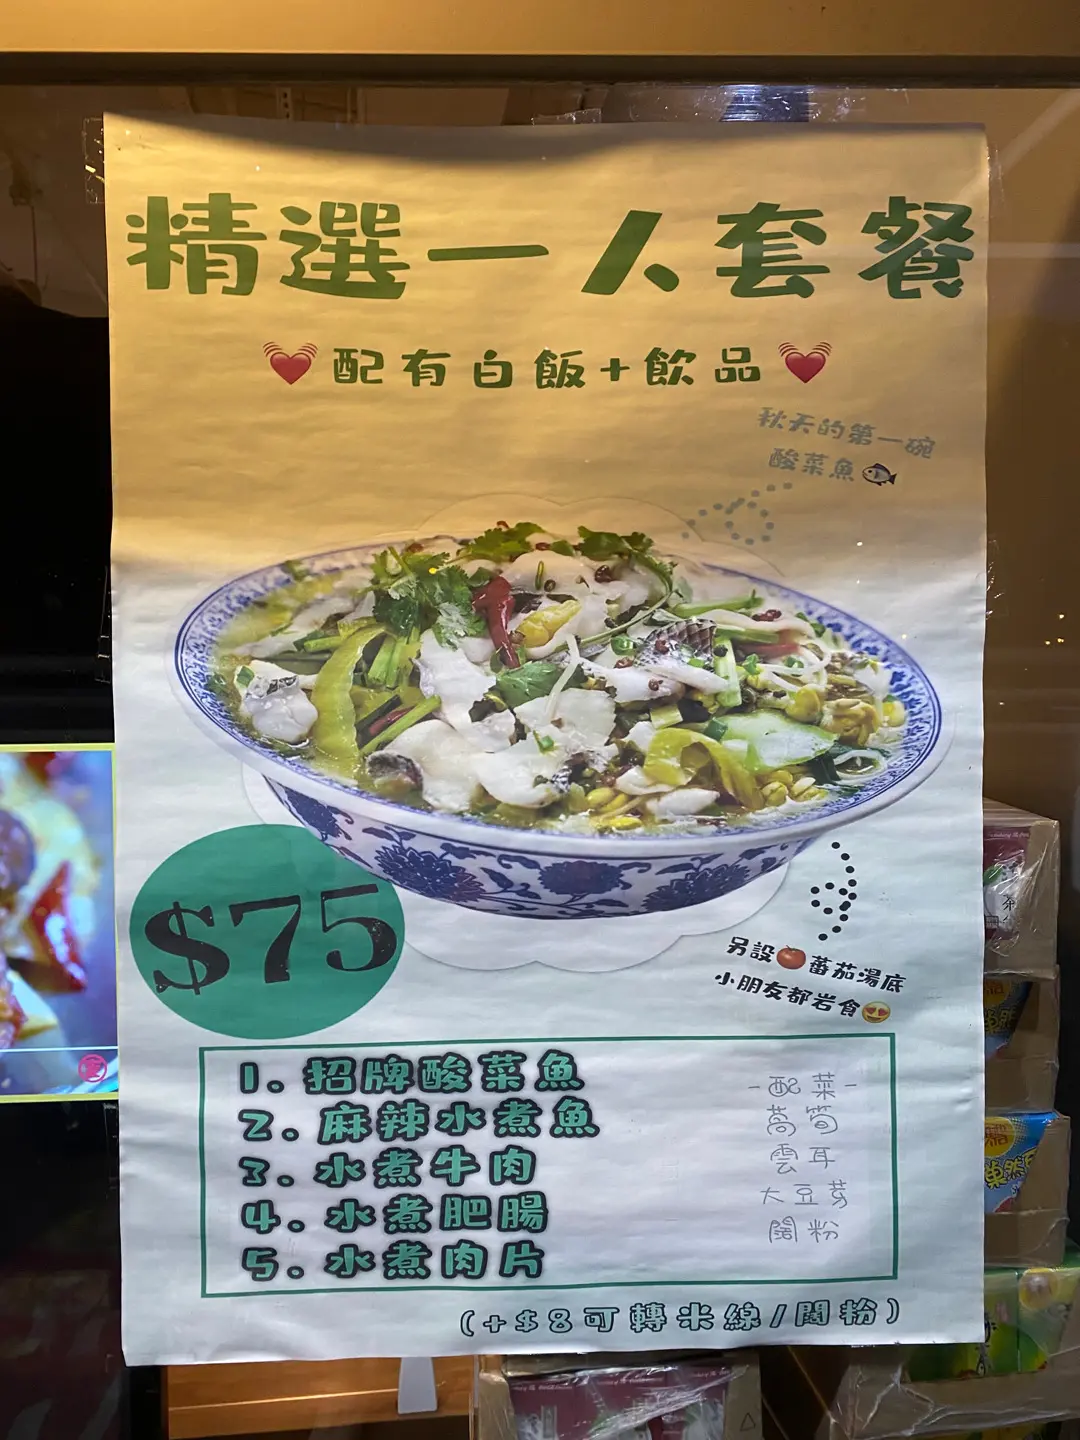 精選一人套餐
配有白飯+飲品
秋天的第一碗
酸菜魚
$75
另設🍅蕃茄湯底
小朋友都岩食
1. 招牌酸菜魚
2. 麻辣水煮魚
3. 水煮牛肉
4. 水煮肥腸
5. 水煮肉片
-配菜-
萵筍
雲耳
大豆芽
闊粉
(+$8可轉米線/闊粉)